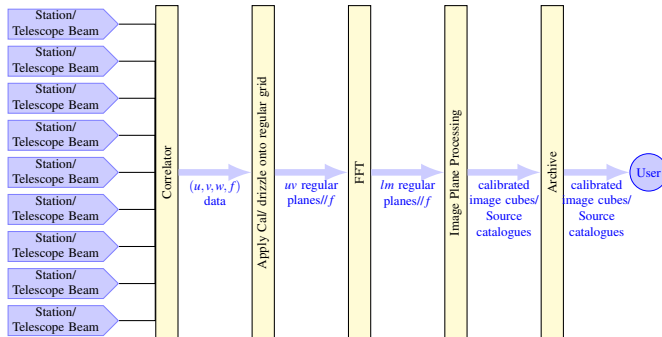 Station/
Telescope Beam
Station/
Telescope Beam
Station/
Telescope Beam
Station/
Telescope Beam
Station/
Telescope Beam
Station/
Telescope Beam
Station/
Telescope Beam
Station/
Telescope Beam
Station/
Telescope Beam
Correlator
(u,v,w,f)
data
Apply Cal/ drizzle onto regular grid
uv regular
planes//f
FFT
lm regular
planes//f
Image Plane Processing
calibrated
image cubes/
Source
catalogues
Archive
calibrated
image cubes/
Source
catalogues
User